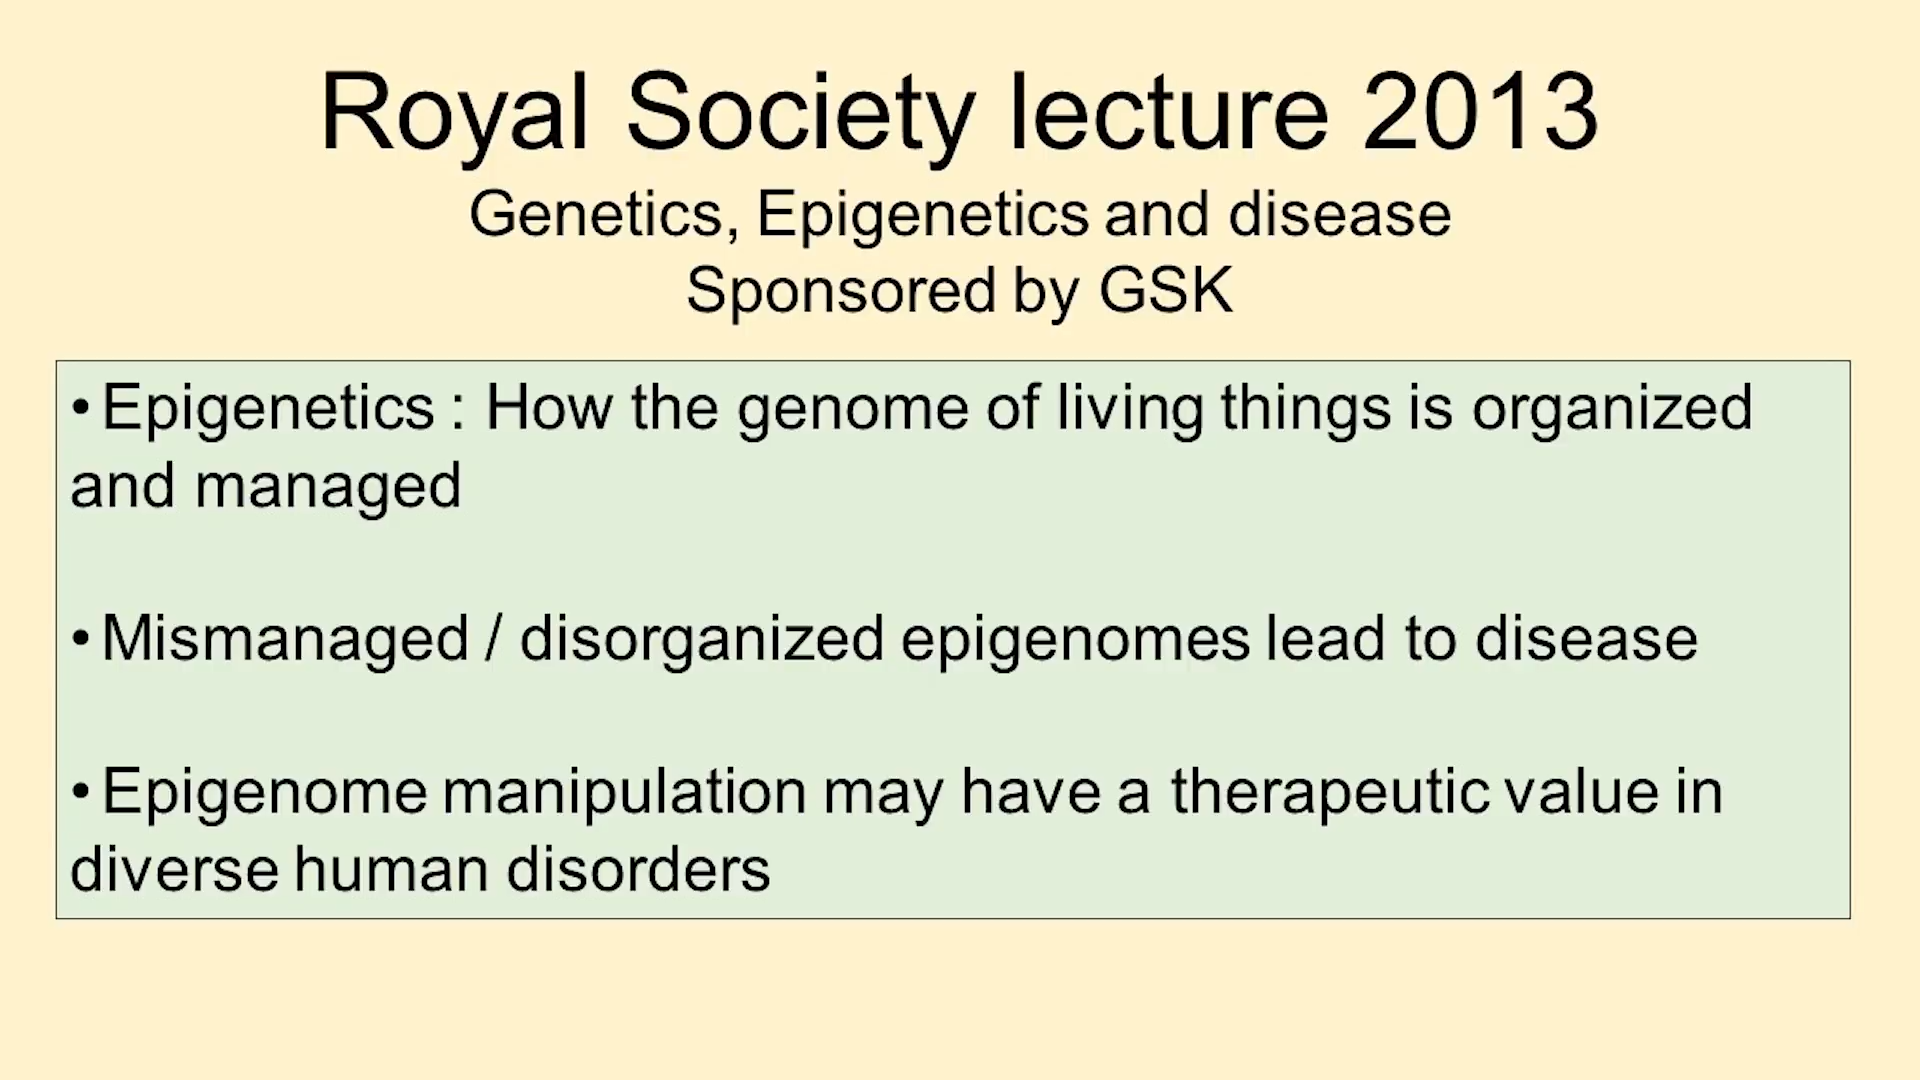 Royal Society lecture 2013
Genetics, Epigenetics and disease
Sponsored by GSK
• Epigenetics : How the genome of living things is organized
and managed
• Mismanaged / disorganized epigenomes lead to disease
• Epigenome manipulation may have a therapeutic value in
diverse human disorders